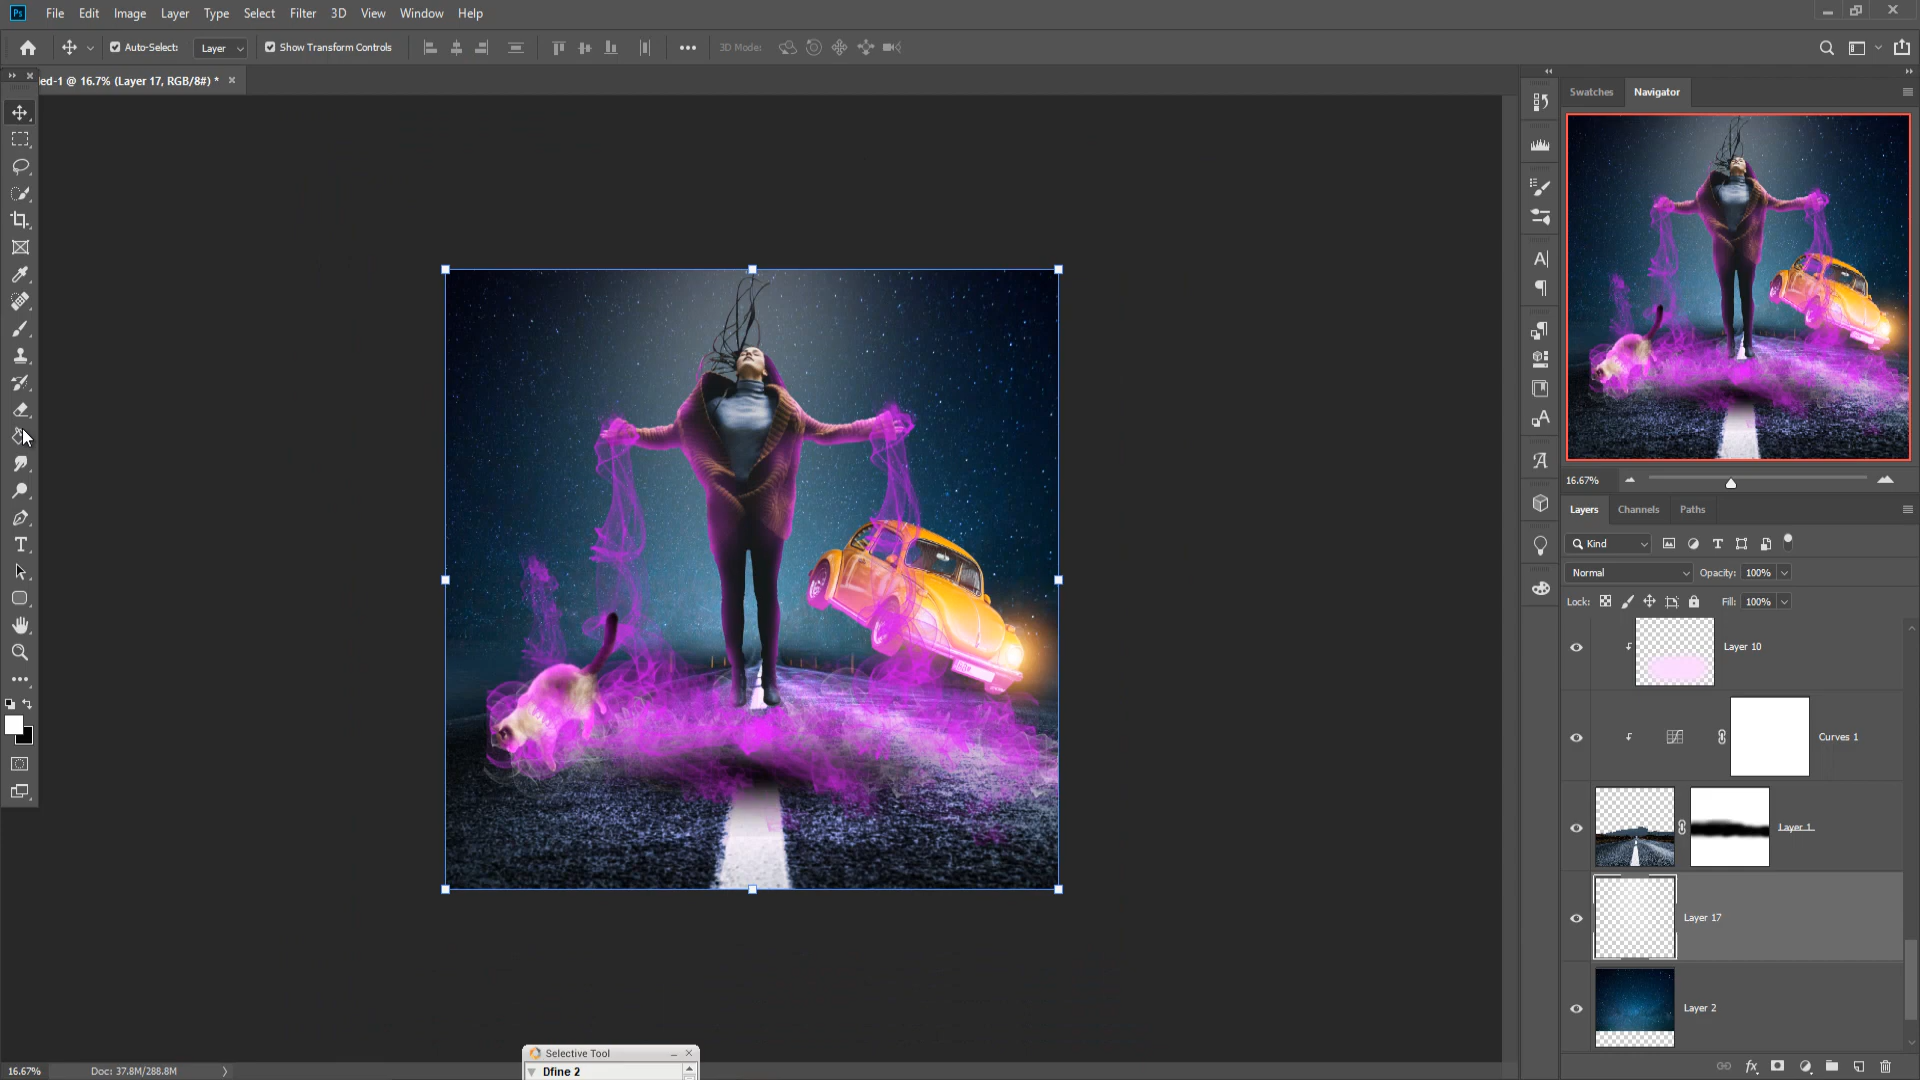 Ps File Edit Image Layer Type Select Filter 3D View Window Help
Auto-Select: Layer Show Transform Controls 3D Mode:
ed-1 @ 16.7% (Layer 17, RGB/8#) *
Swatches Navigator
16.67%
Layers Channels Paths
Kind
Normal Opacity: 100%
Lock: Fill: 100%
Layer 10
Curves 1
Layer 1
Layer 17
Layer 2
Selective Tool
Dfine 2
16.67% Doc: 37.8M/288.8M